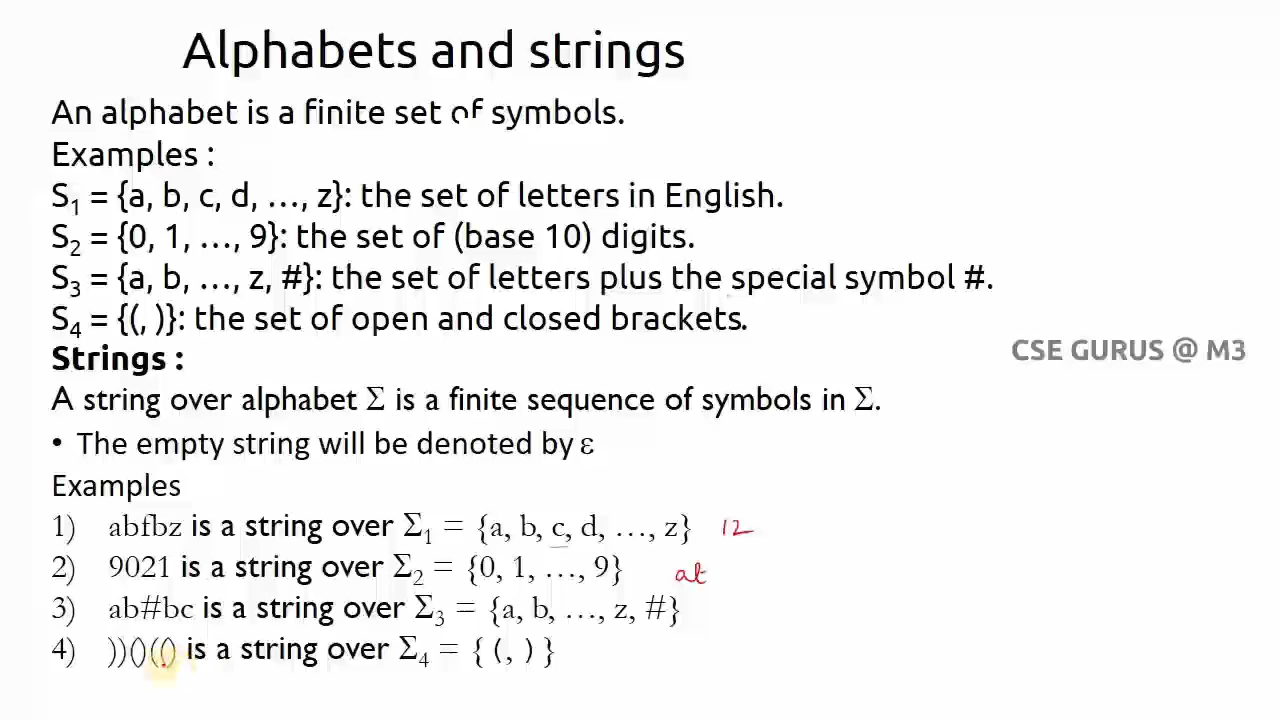 Alphabets and strings
An alphabet is a finite set of symbols.
Examples :
S₁ = {a, b, c, d, …, z}: the set of letters in English.
S₂ = {0, 1, …, 9}: the set of (base 10) digits.
S₃ = {a, b, …, z, #}: the set of letters plus the special symbol #.
S₄ = {(, )}: the set of open and closed brackets.
CSE GURUS @ M3
Strings :
A string over alphabet Σ is a finite sequence of symbols in Σ.
• The empty string will be denoted by ε
Examples
1) abfbz is a string over Σ₁ = {a, b, c, d, …, z} 12
2) 9021 is a string over Σ₂ = {0, 1, …, 9} at
3) ab#bc is a string over Σ₃ = {a, b, …, z, #}
4) ))()(() is a string over Σ₄ = { (, ) }